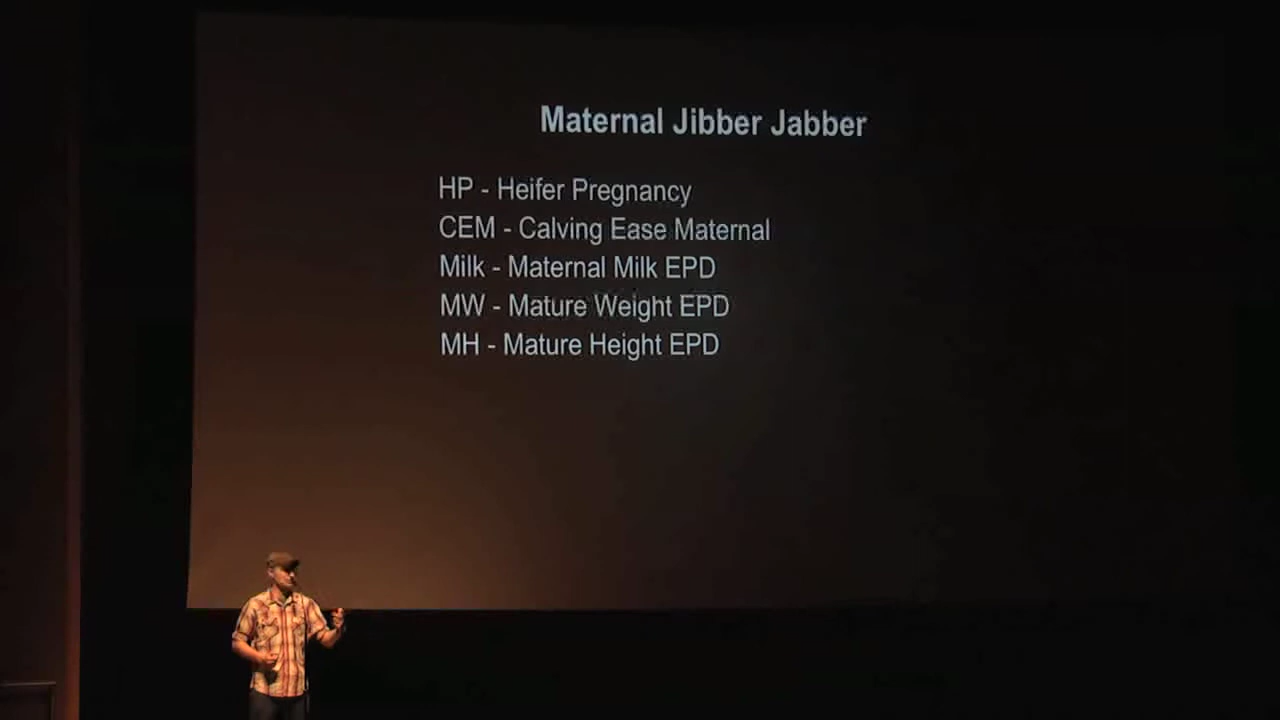 Maternal Jibber Jabber
HP - Heifer Pregnancy
CEM - Calving Ease Maternal
Milk - Maternal Milk EPD
MW - Mature Weight EPD
MH - Mature Height EPD